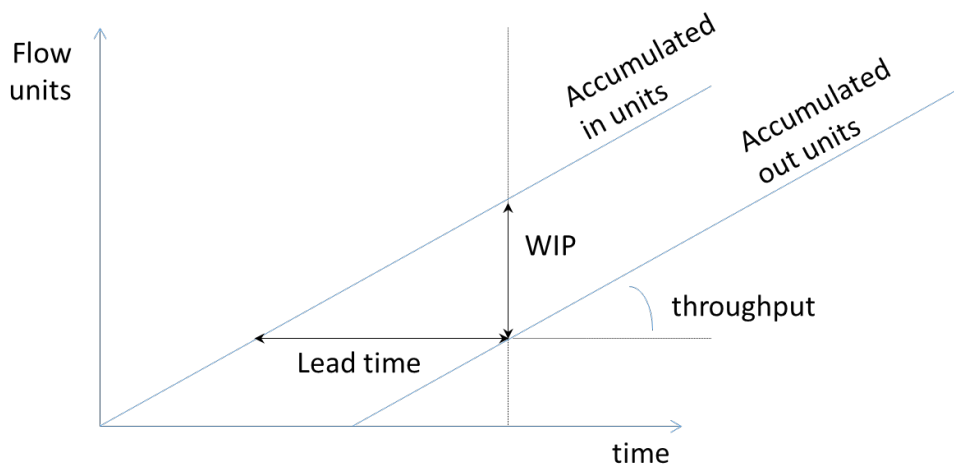 Flow
units
Accumulated
in units
Accumulated
out units
WIP
throughput
Lead time
time